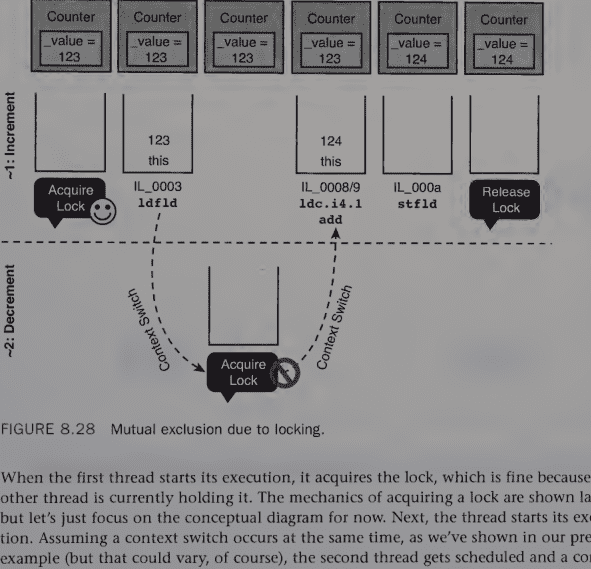 Counter Counter Counter Counter Counter Counter
_value = _value = _value = _value = _value = _value =
123 123 123 123 124 124
~1: Increment
123 124
this this
Acquire Lock
IL_0003
ldfld
IL_0008/9
ldc.i4.1
add
IL_000a
stfld
Release Lock
~2: Decrement
Context Switch
Acquire Lock
Context Switch
FIGURE 8.28 Mutual exclusion due to locking.
When the first thread starts its execution, it acquires the lock, which is fine because
other thread is currently holding it. The mechanics of acquiring a lock are shown la
but let's just focus on the conceptual diagram for now. Next, the thread starts its exe
tion. Assuming a context switch occurs at the same time, as we've shown in our pre
example (but that could vary, of course), the second thread gets scheduled and a co